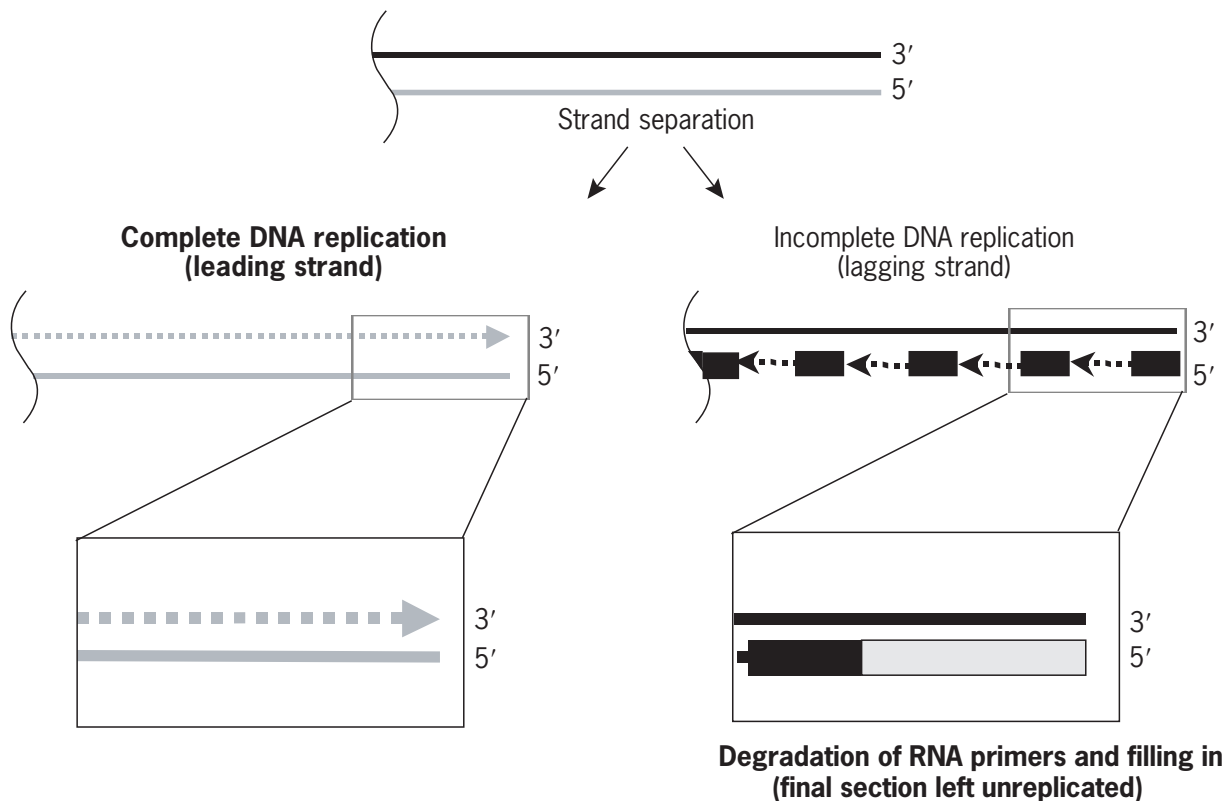 3′
5′
Strand separation
Complete DNA replication
(leading strand)
Incomplete DNA replication
(lagging strand)
3′
5′
3′
5′
3′
5′
3′
5′
Degradation of RNA primers and filling in
(final section left unreplicated)